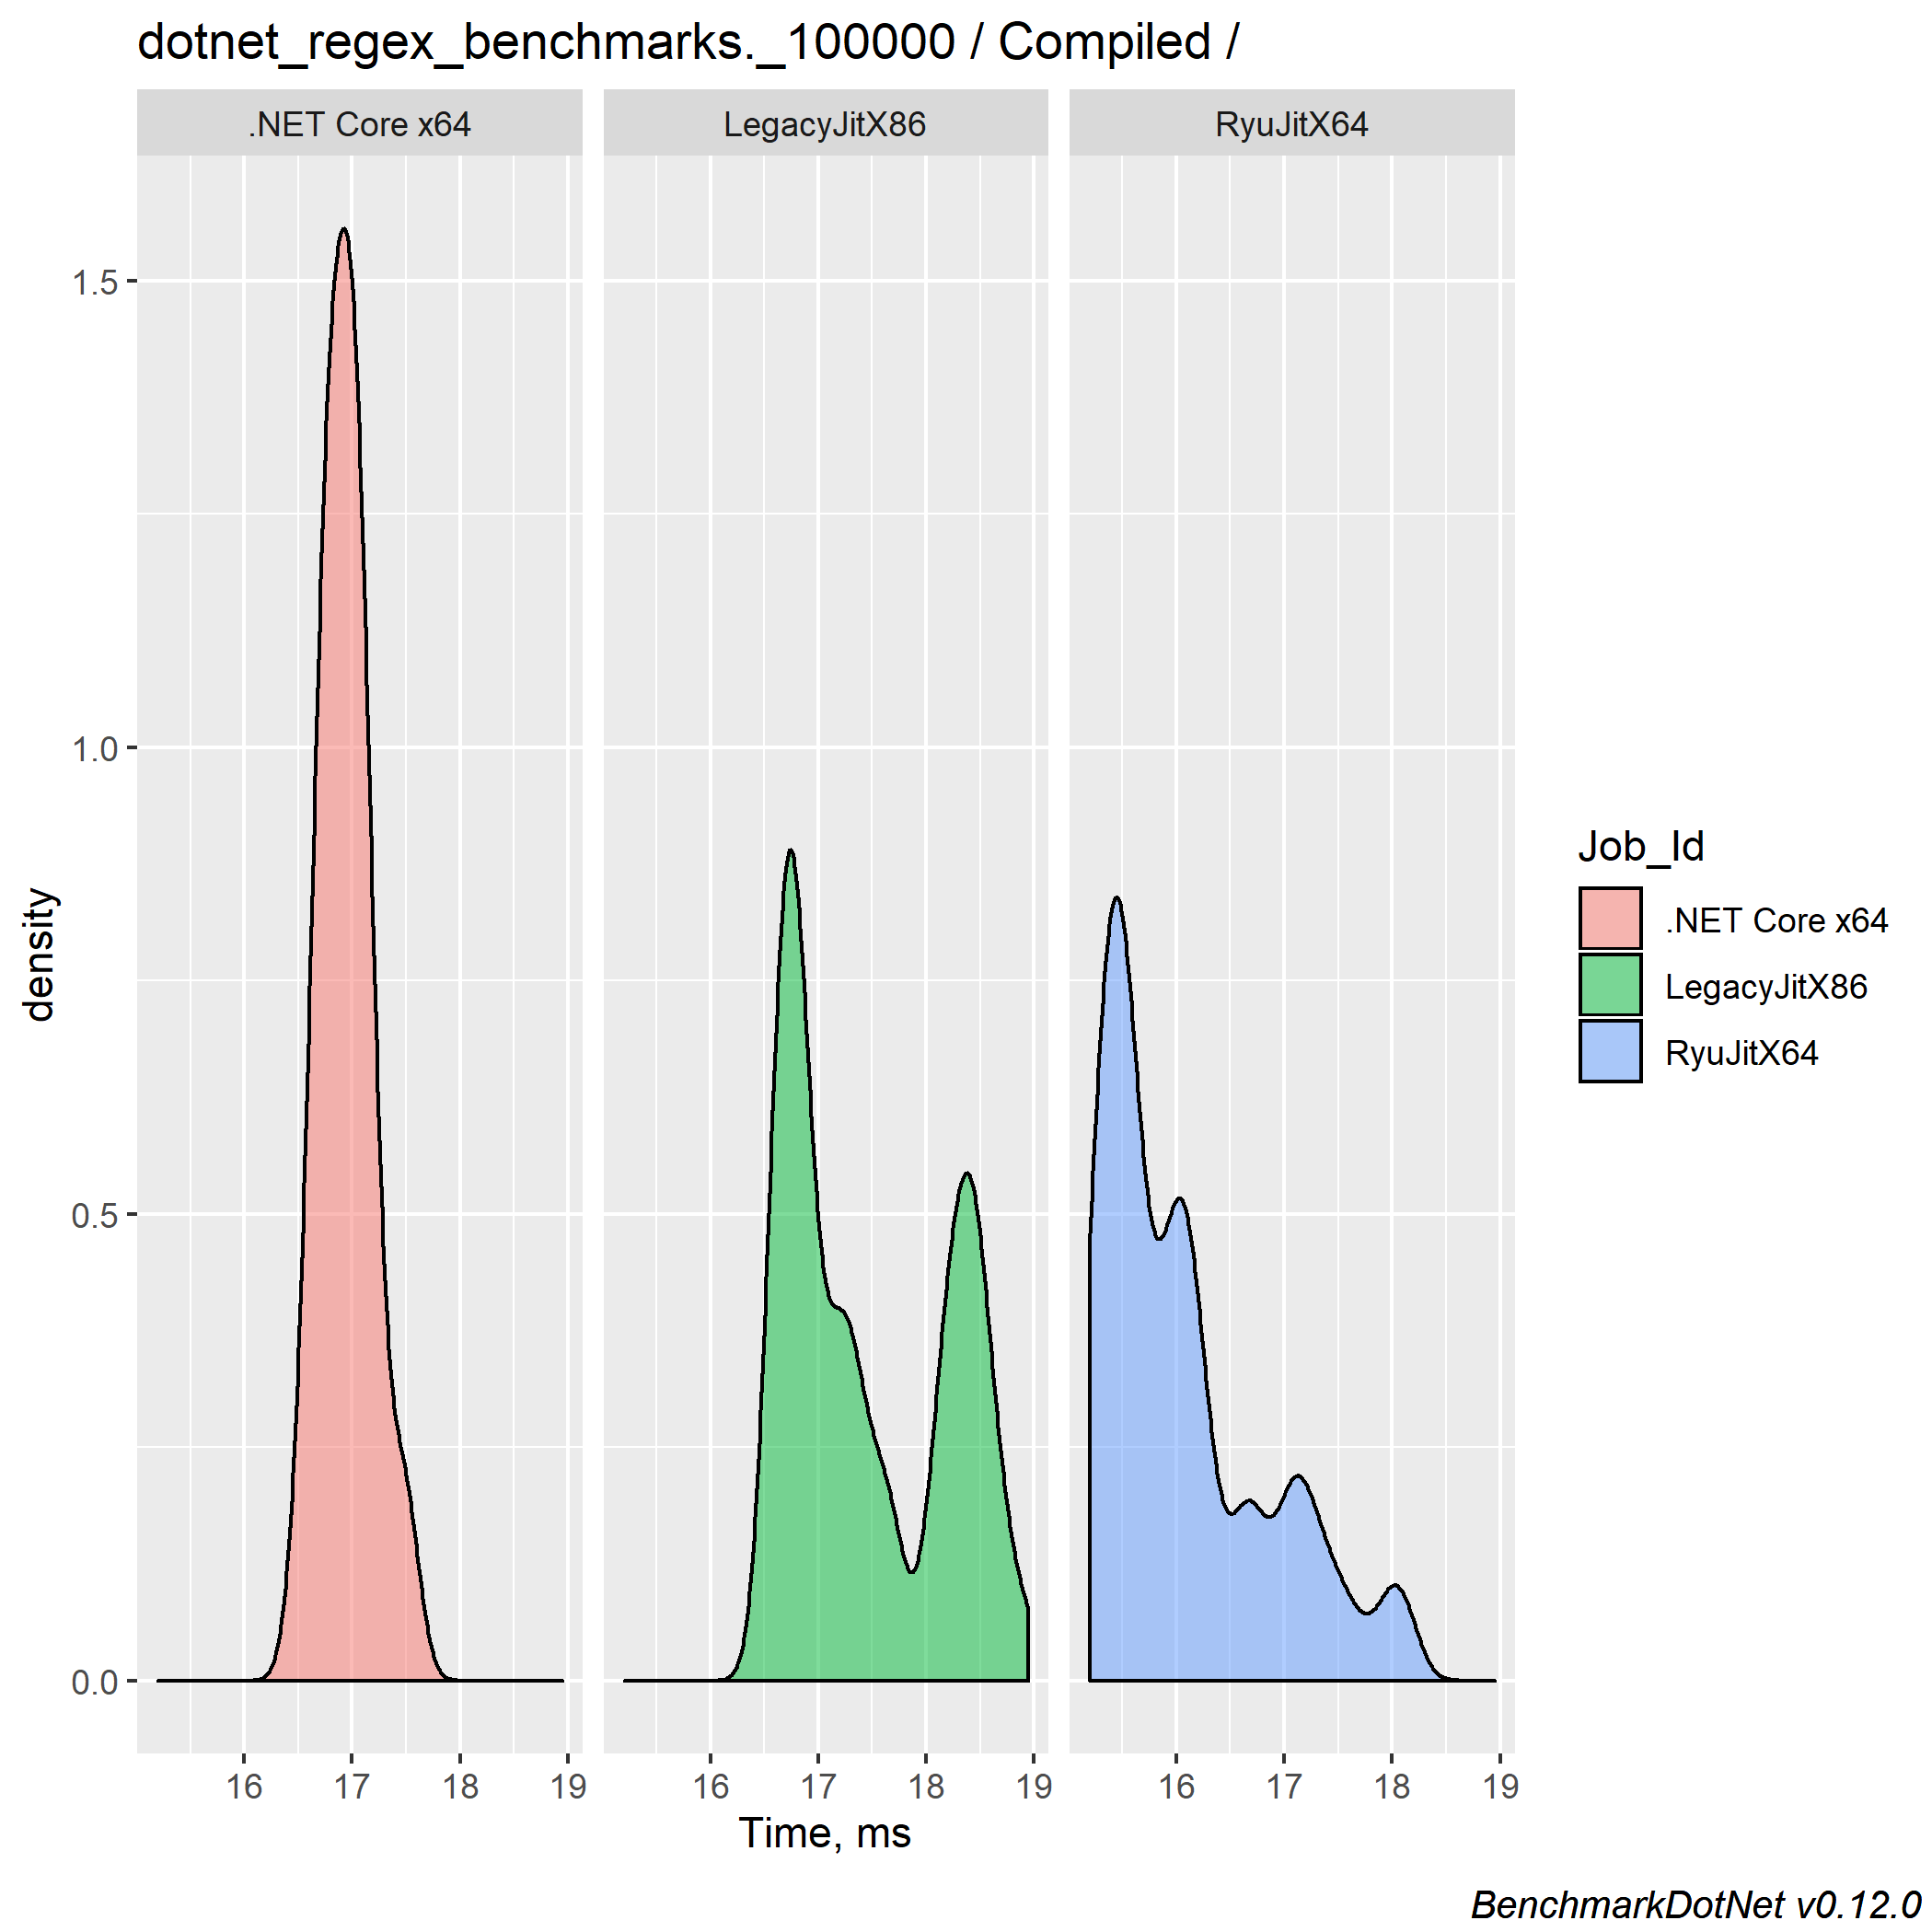 dotnet_regex_benchmarks._100000 / Compiled /
.NET Core x64 LegacyJitX86 RyuJitX64
1.5
1.0
0.5
0.0
density
16 17 18 19 16 17 18 19 16 17 18 19
Time, ms
Job_Id
.NET Core x64
LegacyJitX86
RyuJitX64
BenchmarkDotNet v0.12.0